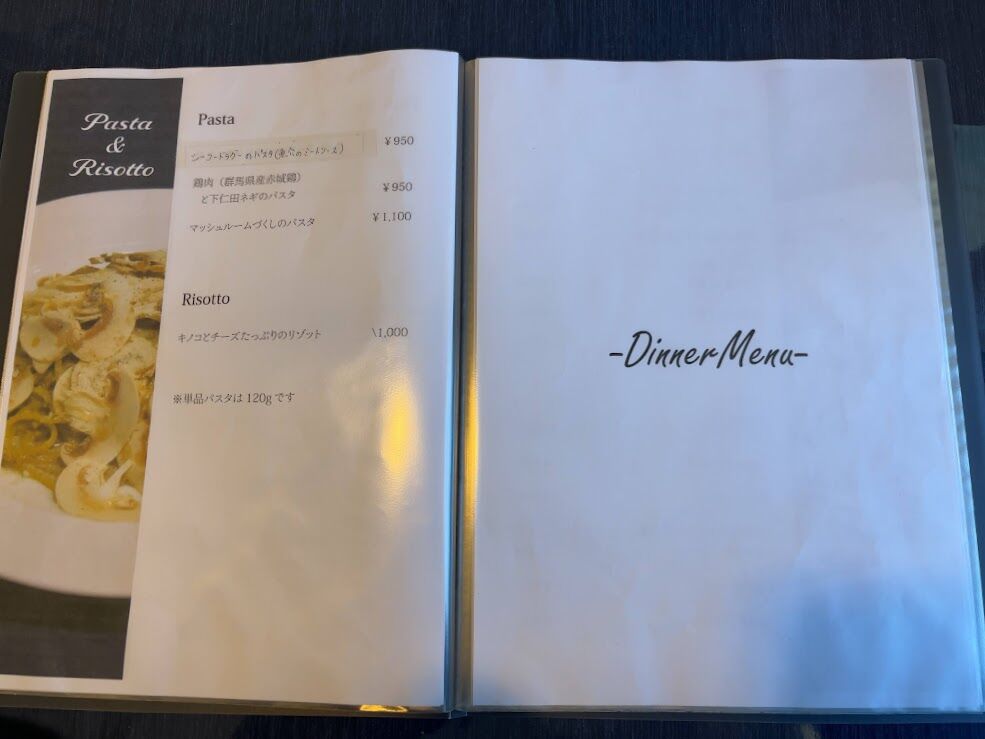 Pasta
&
Risotto
Pasta
シーフードラグーのパスタ(魚介のミートソース) ¥950
鶏肉（群馬県産赤城鶏）
と下仁田ネギのパスタ ¥950
マッシュルームづくしのパスタ ¥1,100
Risotto
キノコとチーズたっぷりのリゾット \1,000
※単品パスタは120gです
-Dinner Menu-